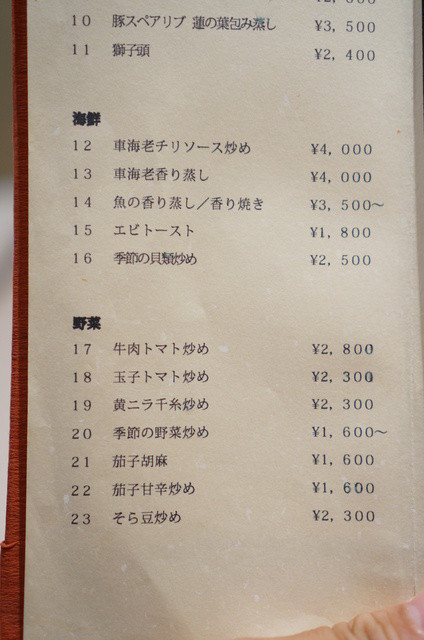 10 豚スペアリブ 蓮の葉包み蒸し ¥3,500
11 獅子頭 ¥2,400
海鮮
12 車海老チリソース炒め ¥4,000
13 車海老香り蒸し ¥4,000
14 魚の香り蒸し/香り焼き ¥3,500~
15 エビトースト ¥1,800
16 季節の貝類炒め ¥2,500
野菜
17 牛肉トマト炒め ¥2,800
18 玉子トマト炒め ¥2,300
19 黄ニラ千糸炒め ¥2,300
20 季節の野菜炒め ¥1,600~
21 茄子胡麻 ¥1,600
22 茄子甘辛炒め ¥1,600
23 そら豆炒め ¥2,300